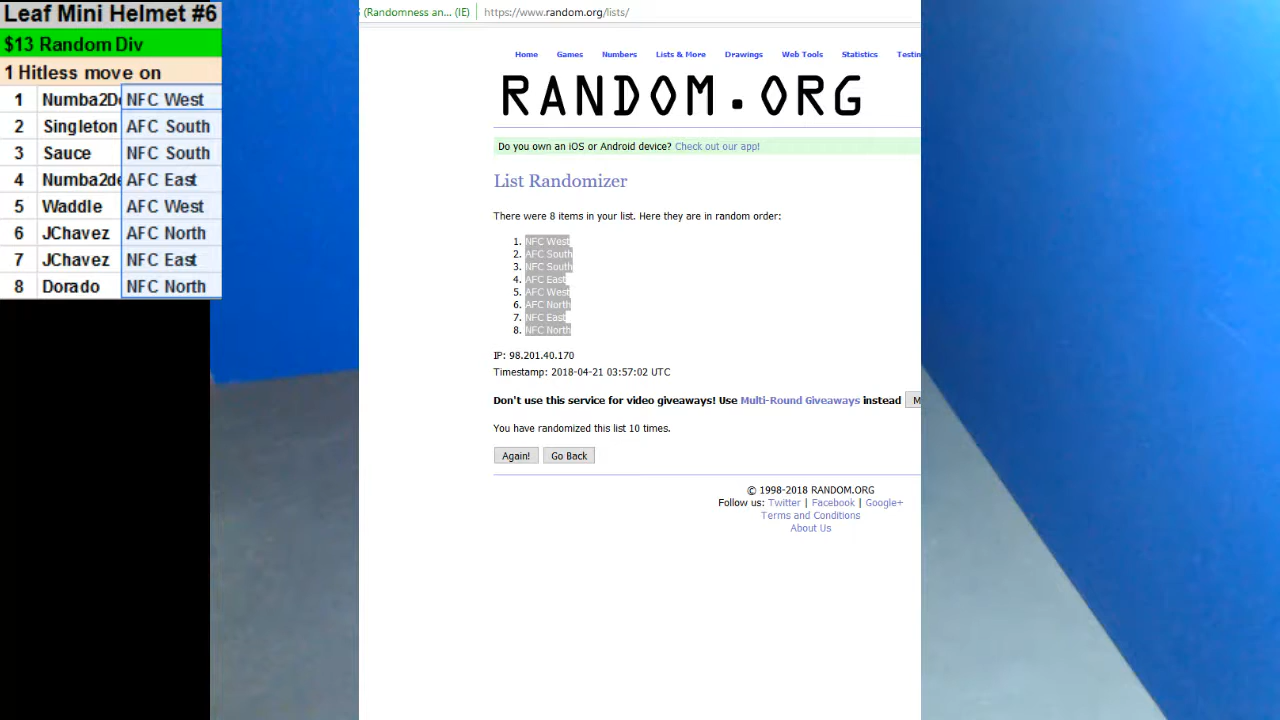 Leaf Mini Helmet #6
$13 Random Div
1 Hitless move on
1 Numba2De NFC West
2 Singleton AFC South
3 Sauce NFC South
4 Numba2de AFC East
5 Waddle AFC West
6 JChavez AFC North
7 JChavez NFC East
8 Dorado NFC North
(Randomness an... (IE) https://www.random.org/lists/
Home Games Numbers Lists & More Drawings Web Tools Statistics Testin
RANDOM.ORG
Do you own an iOS or Android device? Check out our app!
List Randomizer
There were 8 items in your list. Here they are in random order:
1. NFC West
2. AFC South
3. NFC South
4. AFC East
5. AFC West
6. AFC North
7. NFC East
8. NFC North
IP: 98.201.40.170
Timestamp: 2018-04-21 03:57:02 UTC
Don't use this service for video giveaways! Use Multi-Round Giveaways instead M
You have randomized this list 10 times.
Again! Go Back
© 1998-2018 RANDOM.ORG
Follow us: Twitter | Facebook | Google+
Terms and Conditions
About Us